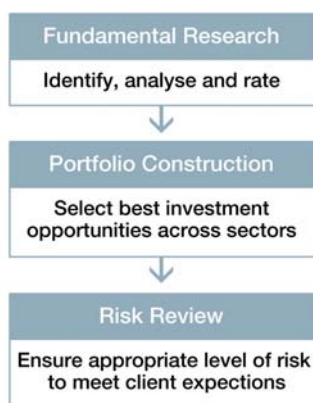 Fundamental Research
Identify, analyse and rate
Portfolio Construction
Select best investment
opportunities across sectors
Risk Review
Ensure appropriate level of risk
to meet client expections